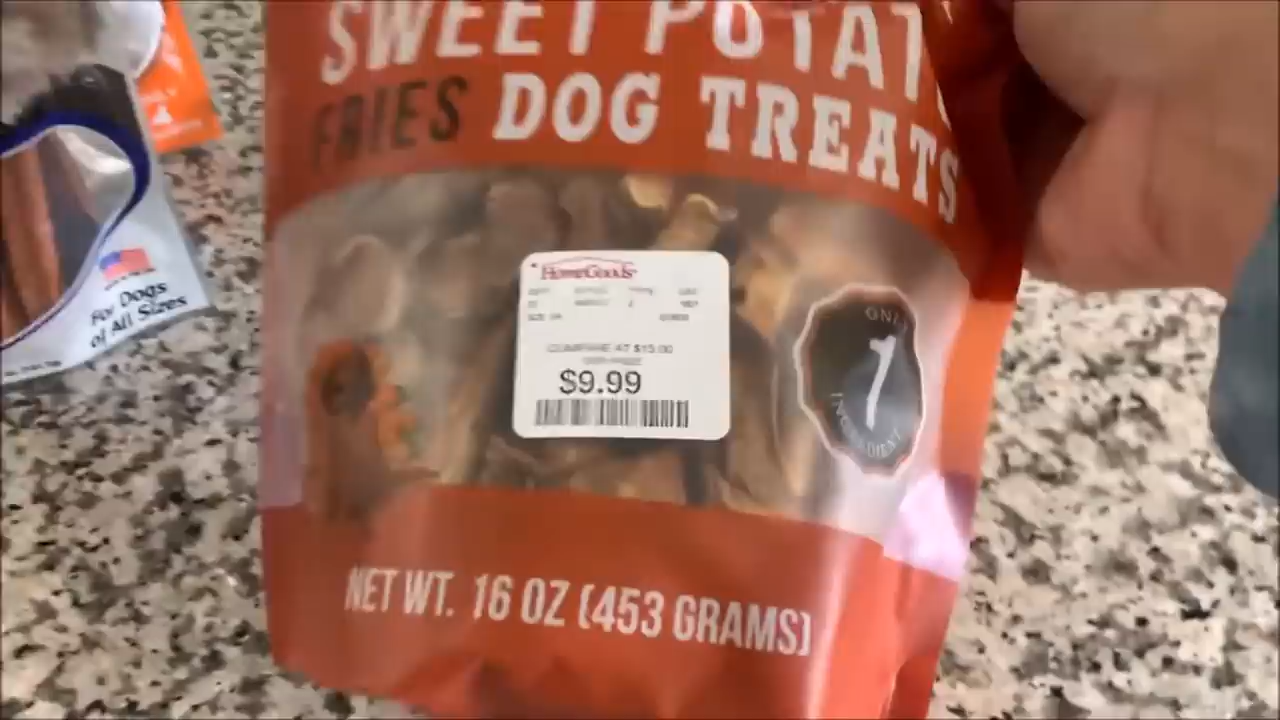 SWEET POTAT
FRIES DOG TREATS
HomeGoods
COMPARE AT $15.00
$9.99
ONLY
1
INGREDIENT
NET WT. 16 OZ (453 GRAMS)
For Dogs
of All Sizes